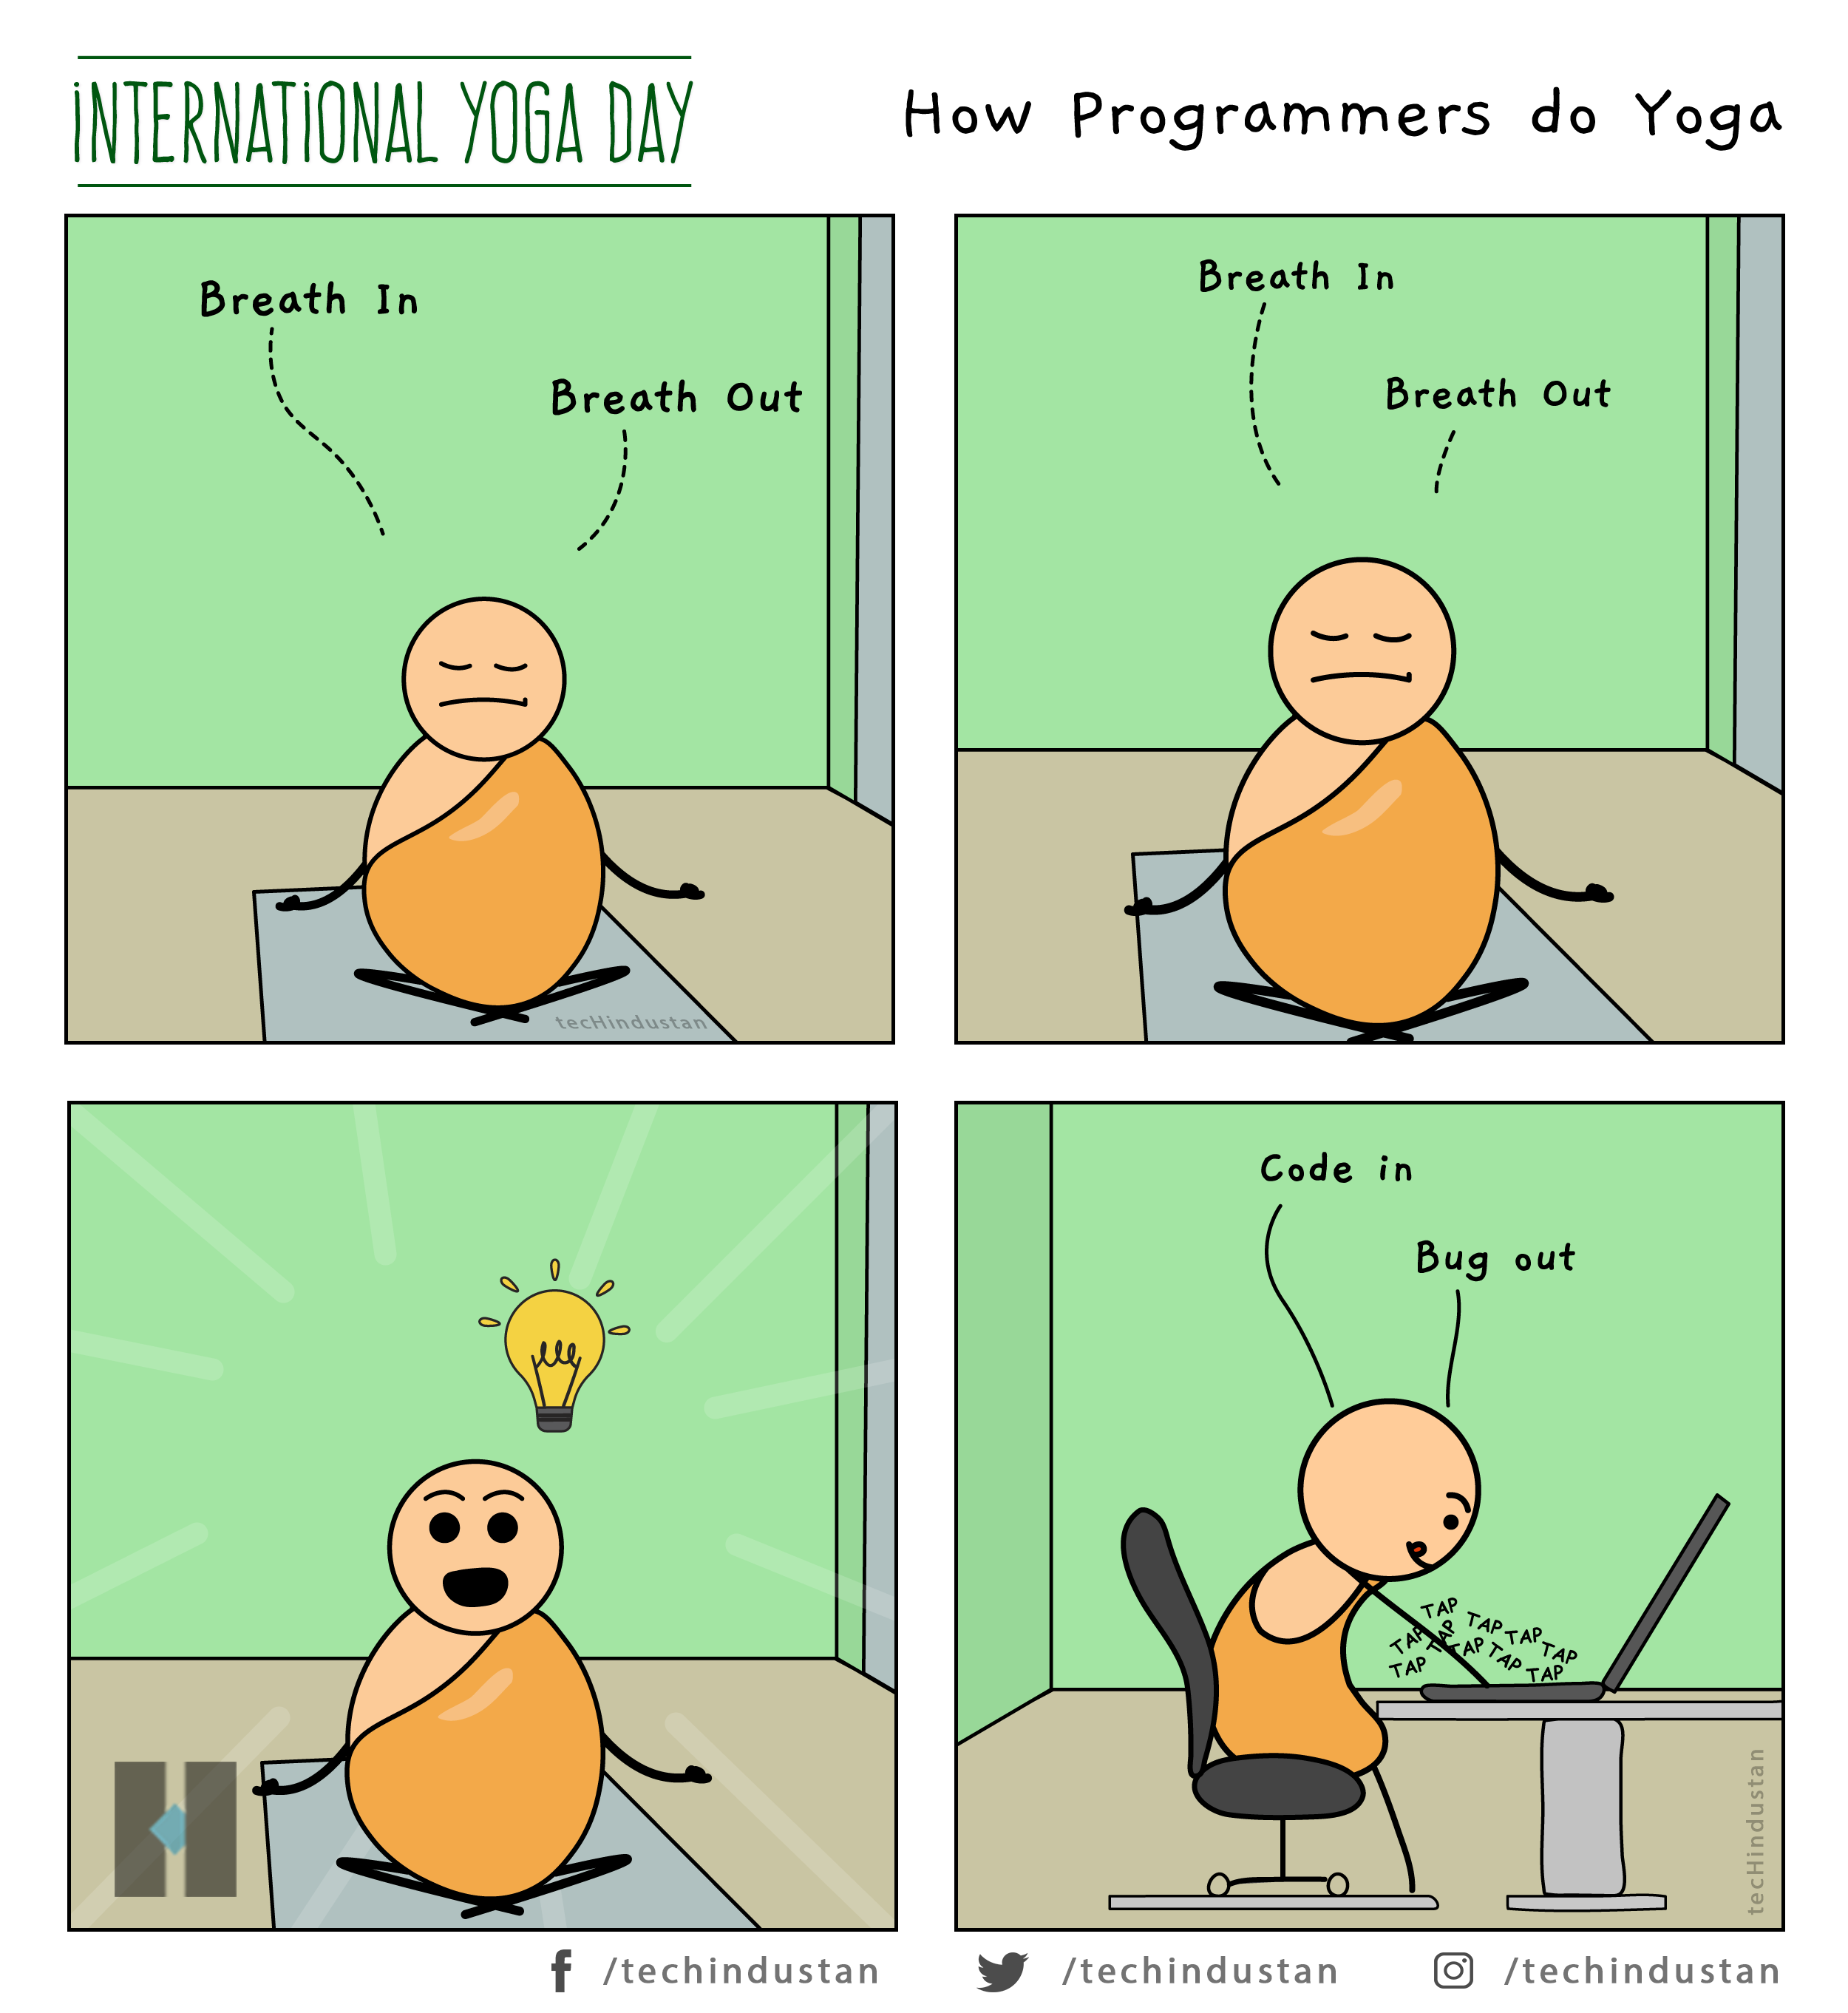 INTERNATIONAL YOGA DAY
How Programmers do Yoga
Breath In
Breath Out
tecHindustan
Breath In
Breath Out
Code in
Bug out
TAP
TAP
TAP
TAP
TAP
TAP
TAP
TAP
TAP
TAP
tecHindustan
/techindustan
/techindustan
/techindustan